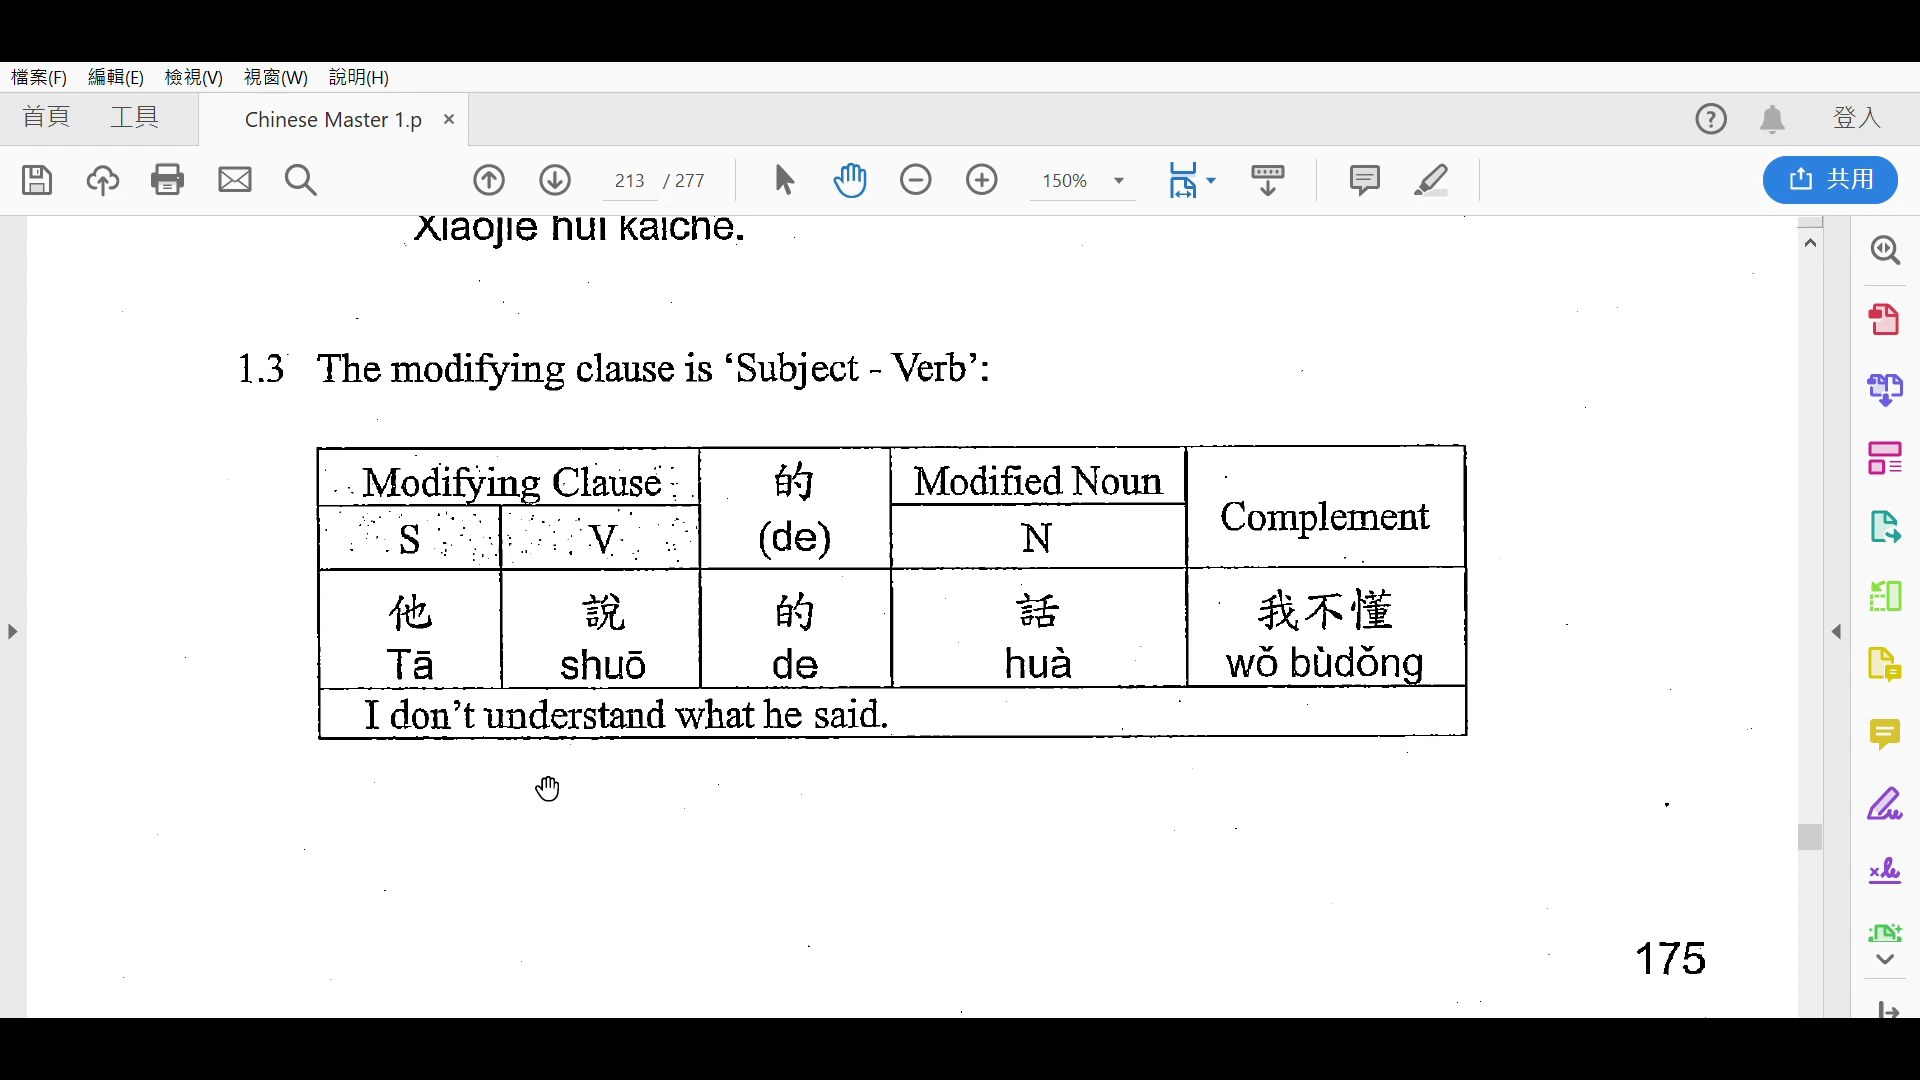 檔案(F) 編輯(E) 檢視(V) 視窗(W) 說明(H)
首頁 工具 Chinese Master 1.p × 登入
213 / 277 150% 共用
Xiaojie hui kaiche.
1.3 The modifying clause is ‘Subject - Verb’:
Modifying Clause 的 Modified Noun Complement
S V (de) N
他 說 的 話 我不懂
Tā shuō de huà wǒ bùdǒng
I don’t understand what he said.
175